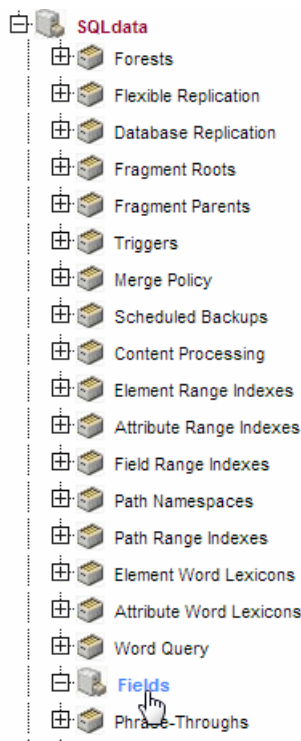 SQLdata
Forests
Flexible Replication
Database Replication
Fragment Roots
Fragment Parents
Triggers
Merge Policy
Scheduled Backups
Content Processing
Element Range Indexes
Attribute Range Indexes
Field Range Indexes
Path Namespaces
Path Range Indexes
Element Word Lexicons
Attribute Word Lexicons
Word Query
Fields
Phrase-Throughs